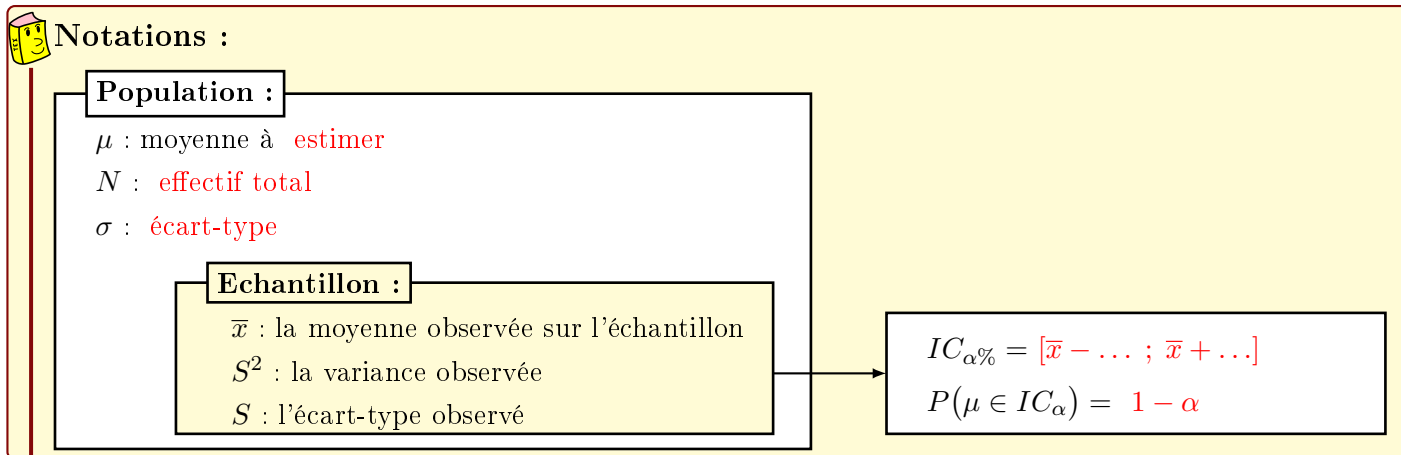 Notations :
Population :
μ : moyenne à estimer
N : effectif total
σ : écart-type
Echantillon :
x̅ : la moyenne observée sur l'échantillon
S² : la variance observée
S : l'écart-type observé
IC_{α%} = [x̅ − … ; x̅ + …]
P(μ ∈ IC_α) = 1 − α